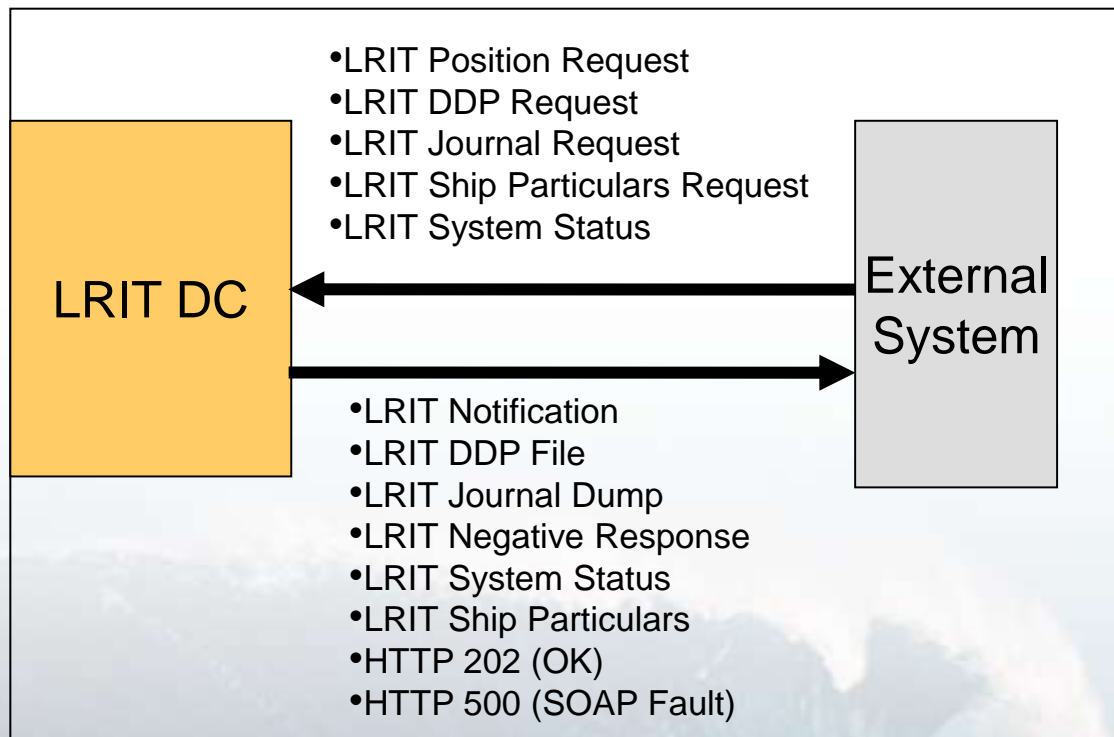 •LRIT Position Request
•LRIT DDP Request
•LRIT Journal Request
•LRIT Ship Particulars Request
•LRIT System Status
LRIT DC
External
System
•LRIT Notification
•LRIT DDP File
•LRIT Journal Dump
•LRIT Negative Response
•LRIT System Status
•LRIT Ship Particulars
•HTTP 202 (OK)
•HTTP 500 (SOAP Fault)